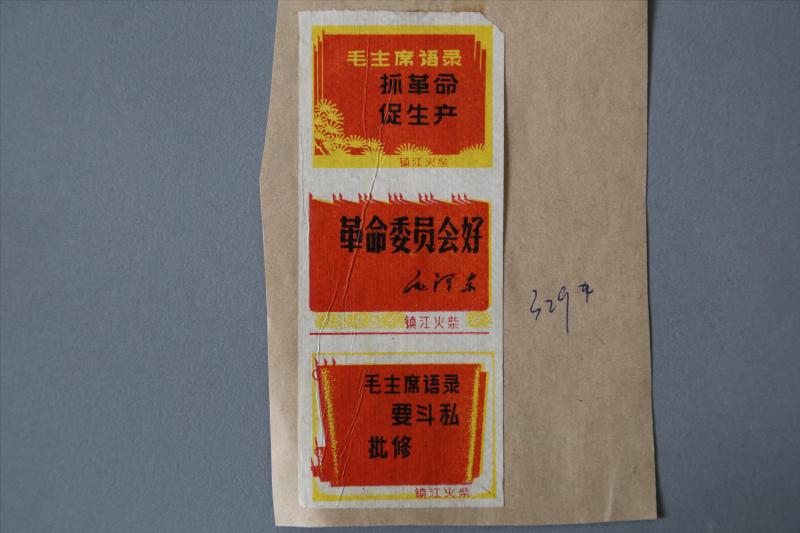 毛主席语录
抓革命
促生产
镇江火柴
革命委员会好
毛泽东
镇江火柴
毛主席语录
要斗私
批修
镇江火柴